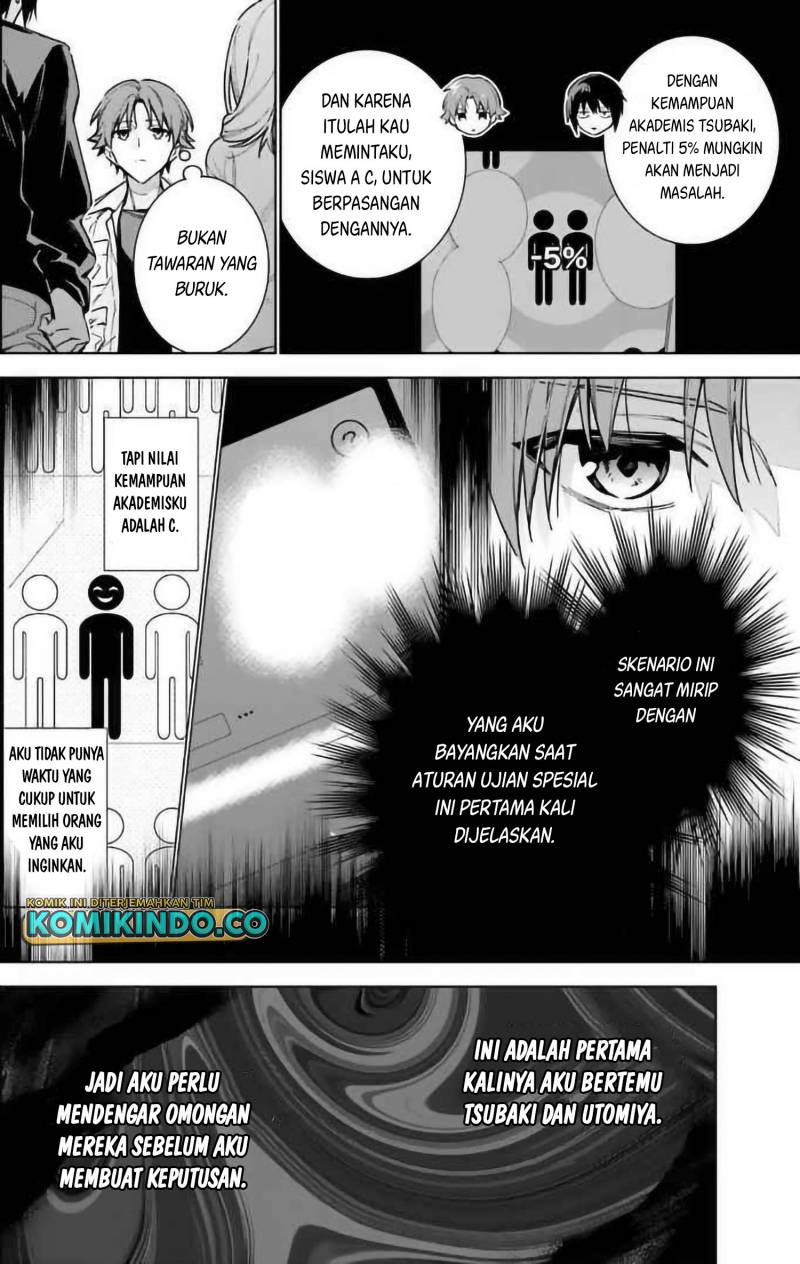 DENGAN
KEMAMPUAN
AKADEMIS TSUBAKI,
PENALTI 5% MUNGKIN
AKAN MENJADI
MASALAH.
DAN KARENA
ITULAH KAU
MEMINTAKU,
SISWA A C, UNTUK
BERPASANGAN
DENGANNYA.
-5%
BUKAN
TAWARAN YANG
BURUK.
SKENARIO INI
SANGAT MIRIP
DENGAN
YANG AKU
BAYANGKAN SAAT
ATURAN UJIAN SPESIAL
INI PERTAMA KALI
DIJELASKAN.
TAPI NILAI
KEMAMPUAN
AKADEMISKU
ADALAH C.
AKU TIDAK PUNYA
WAKTU YANG
CUKUP UNTUK
MEMILIH ORANG
YANG AKU
INGINKAN.
KOMIK INI DITERJEMAHKAN TIM
KOMIKINDO.CO
INI ADALAH PERTAMA
KALINYA AKU BERTEMU
TSUBAKI DAN UTOMIYA.
JADI AKU PERLU
MENDENGAR OMONGAN
MEREKA SEBELUM AKU
MEMBUAT KEPUTUSAN.